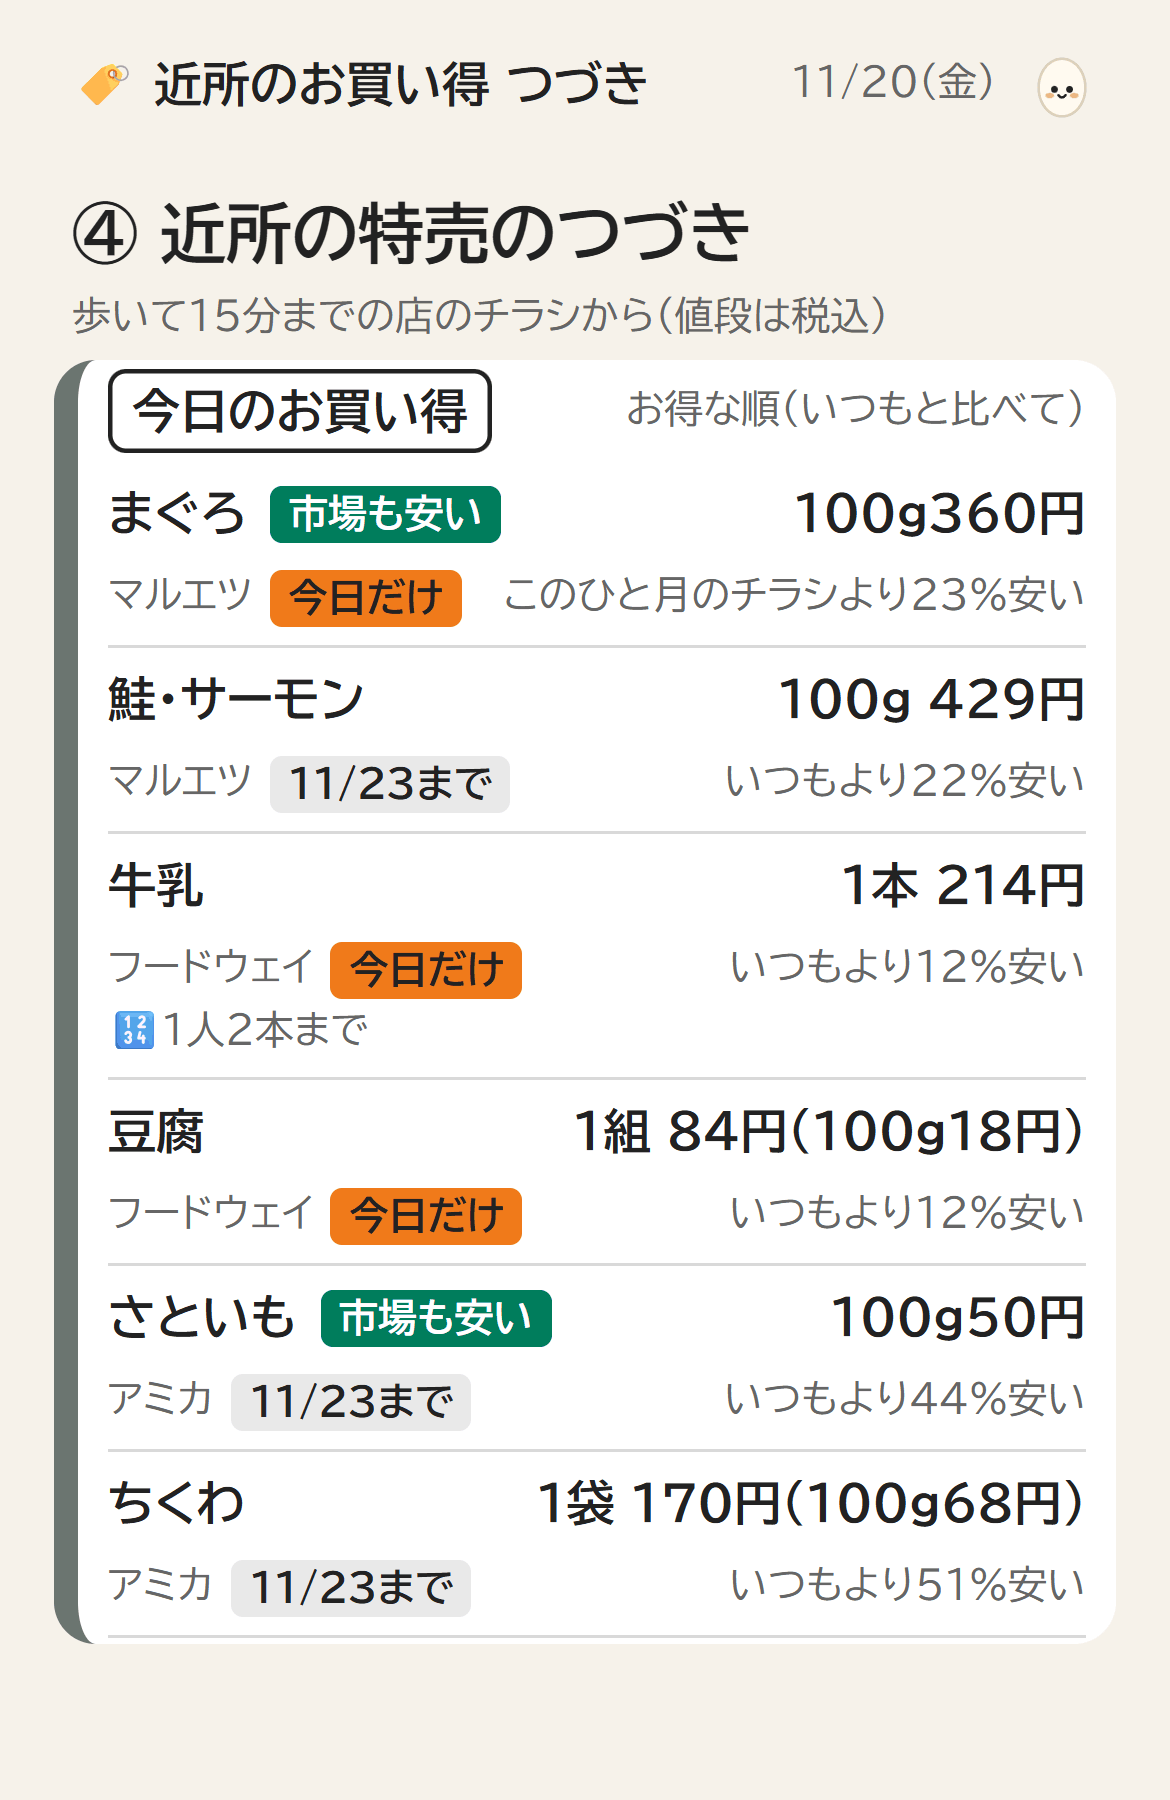 近所のお買い得 つづき 11/20(金)
④ 近所の特売のつづき
歩いて15分までの店のチラシから(値段は税込)
今日のお買い得 お得な順(いつもと比べて)
まぐろ 市場も安い 100g360円
マルエツ 今日だけ このひと月のチラシより23%安い
鮭・サーモン 100g 429円
マルエツ 11/23まで いつもより22%安い
牛乳 1本 214円
フードウェイ 今日だけ いつもより12%安い
🔢1人2本まで
豆腐 1組 84円(100g18円)
フードウェイ 今日だけ いつもより12%安い
さといも 市場も安い 100g50円
アミカ 11/23まで いつもより44%安い
ちくわ 1袋 170円(100g68円)
アミカ 11/23まで いつもより51%安い